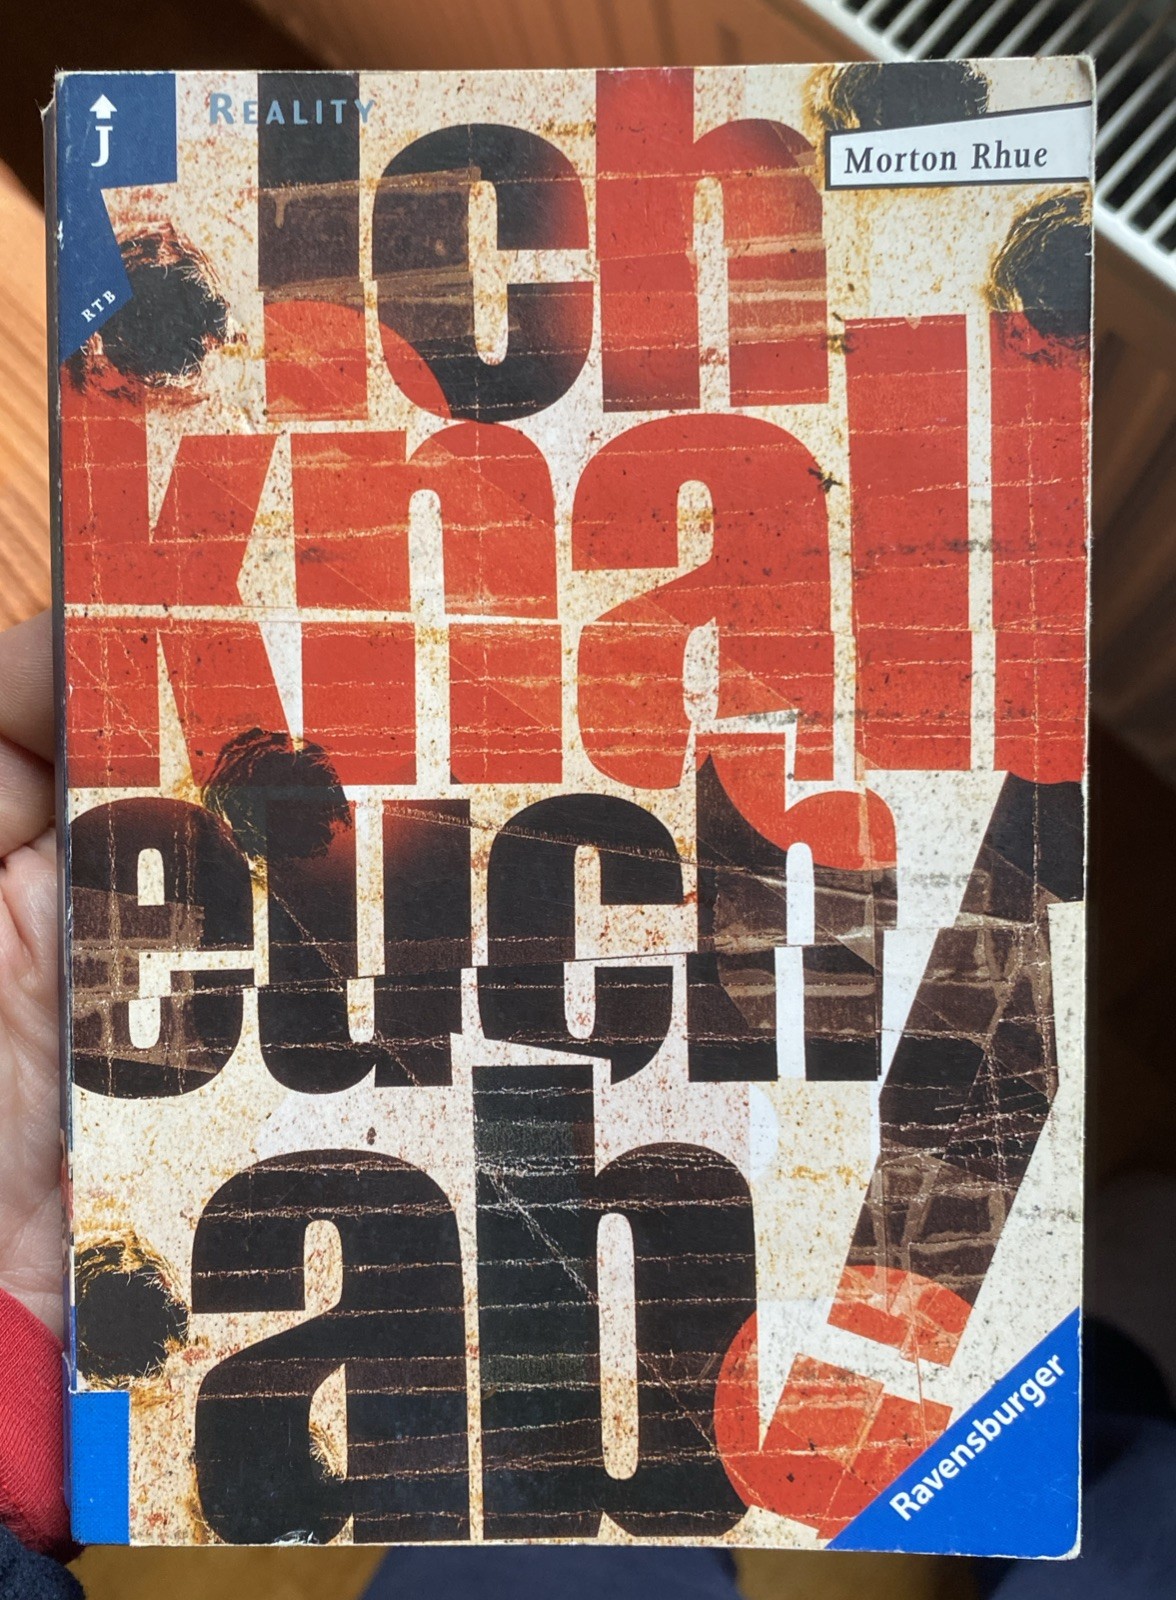 J
REALITY
Morton Rhue
RTB
Ich
knall
euch
ab!
Ravensburger